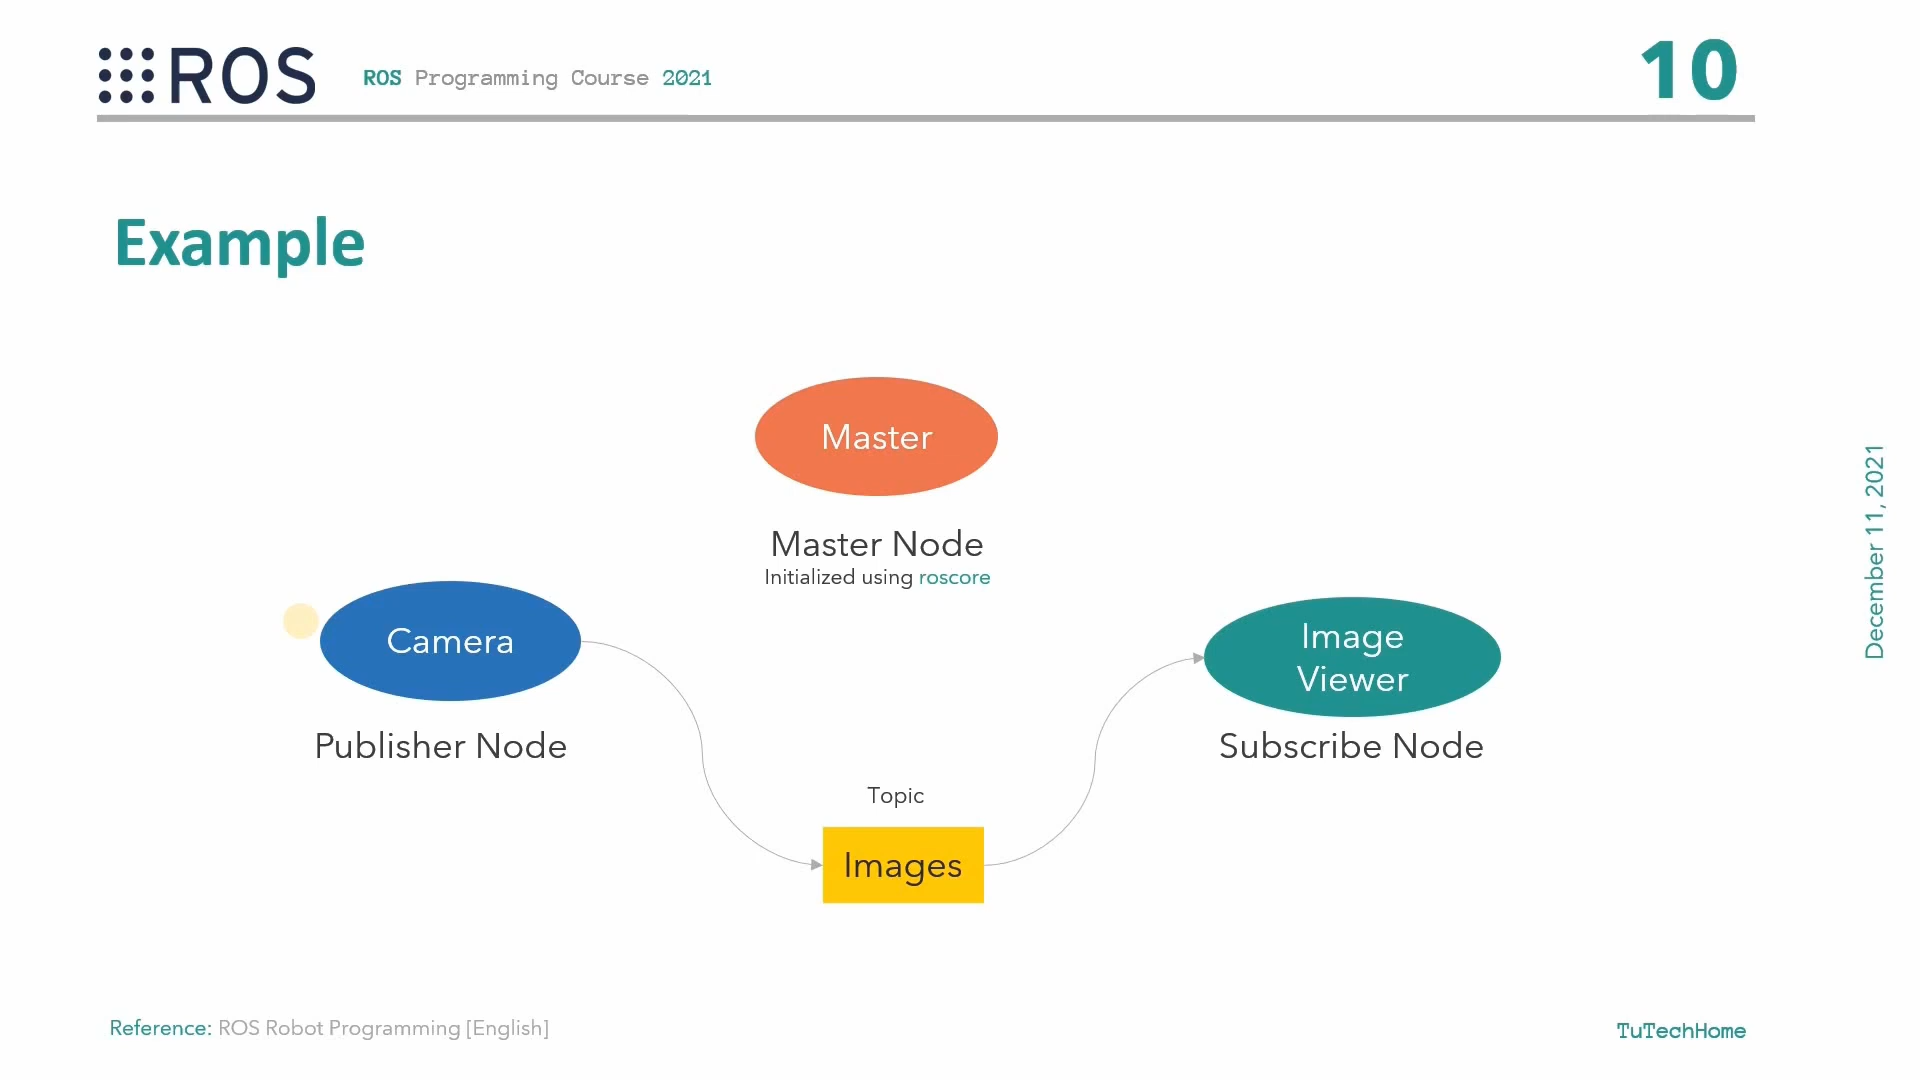 ROS
ROS Programming Course 2021
10
Example
Master
Master Node
Initialized using roscore
Camera
Publisher Node
Image
Viewer
Subscribe Node
Topic
Images
December 11, 2021
Reference: ROS Robot Programming [English]
TuTechHome